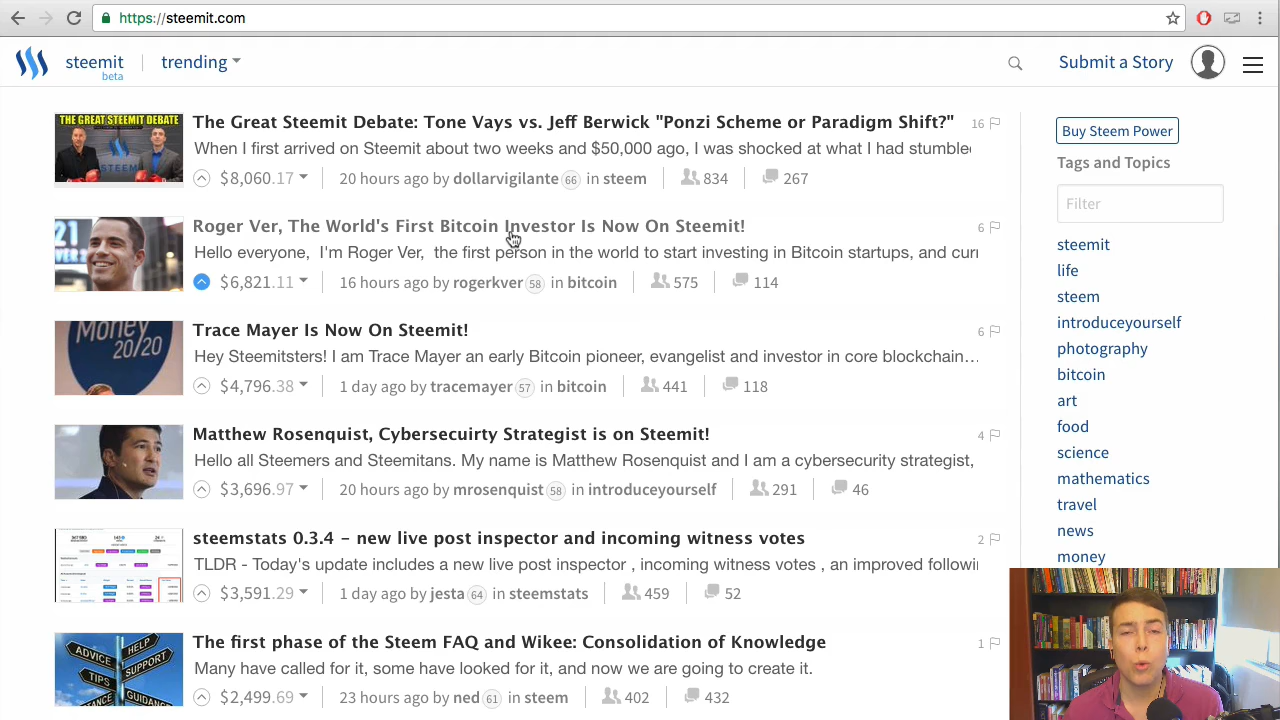 https://steemit.com
steemit
beta
trending
Submit a Story
THE GREAT STEEMIT DEBATE
STEEM
The Great Steemit Debate: Tone Vays vs. Jeff Berwick "Ponzi Scheme or Paradigm Shift?"
16
When I first arrived on Steemit about two weeks and $50,000 ago, I was shocked at what I had stumble
$8,060.17
20 hours ago by dollarvigilante 66 in steem
834
267
21
Roger Ver, The World's First Bitcoin Investor Is Now On Steemit!
6
Hello everyone, I'm Roger Ver, the first person in the world to start investing in Bitcoin startups, and curr
$6,821.11
16 hours ago by rogerkver 58 in bitcoin
575
114
Money
20/20
Trace Mayer Is Now On Steemit!
6
Hey Steemitsters! I am Trace Mayer an early Bitcoin pioneer, evangelist and investor in core blockchain...
$4,796.38
1 day ago by tracemayer 57 in bitcoin
441
118
Matthew Rosenquist, Cybersecuirty Strategist is on Steemit!
4
Hello all Steemers and Steemitans. My name is Matthew Rosenquist and I am a cybersecurity strategist,
$3,696.97
20 hours ago by mrosenquist 58 in introduceyourself
291
46
steemstats 0.3.4 – new live post inspector and incoming witness votes
2
TLDR - Today's update includes a new live post inspector , incoming witness votes , an improved followi
$3,591.29
1 day ago by jesta 64 in steemstats
459
52
ADVICE
HELP
SUPPORT
TIPS
GUIDANCE
The first phase of the Steem FAQ and Wikee: Consolidation of Knowledge
1
Many have called for it, some have looked for it, and now we are going to create it.
$2,499.69
23 hours ago by ned 61 in steem
402
432
Buy Steem Power
Tags and Topics
Filter
steemit
life
steem
introduceyourself
photography
bitcoin
art
food
science
mathematics
travel
news
money